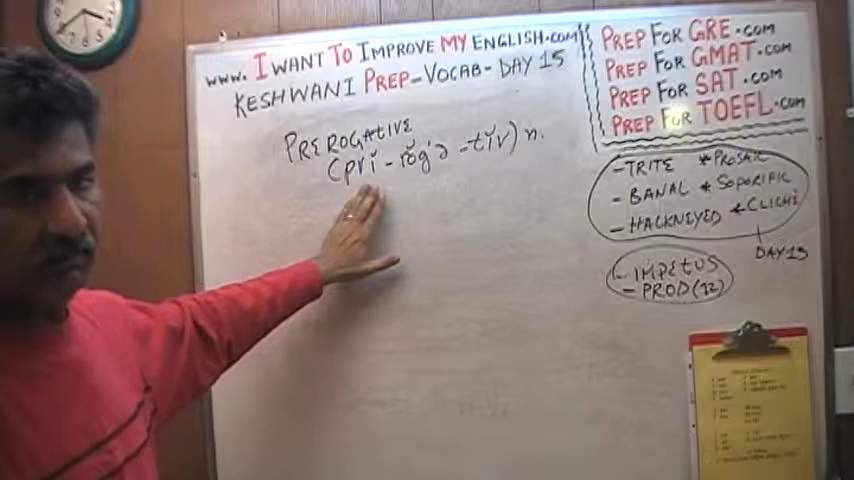 www. I WANT TO IMPROVE MY ENGLISH.COM
KESHWANI PREP-VOCAB- DAY 15
PREROGATIVE
(prĭ - rŏg'ə -tĭv) n.
PREP FOR GRE.COM
PREP FOR GMAT.COM
PREP FOR SAT.COM
PREP FOR TOEFL.COM
- TRITE * PROSAIC
- BANAL * SOPORIFIC
- HACKNEYED * CLICHÉ
DAY 13
- IMPETUS
- PROD (12)